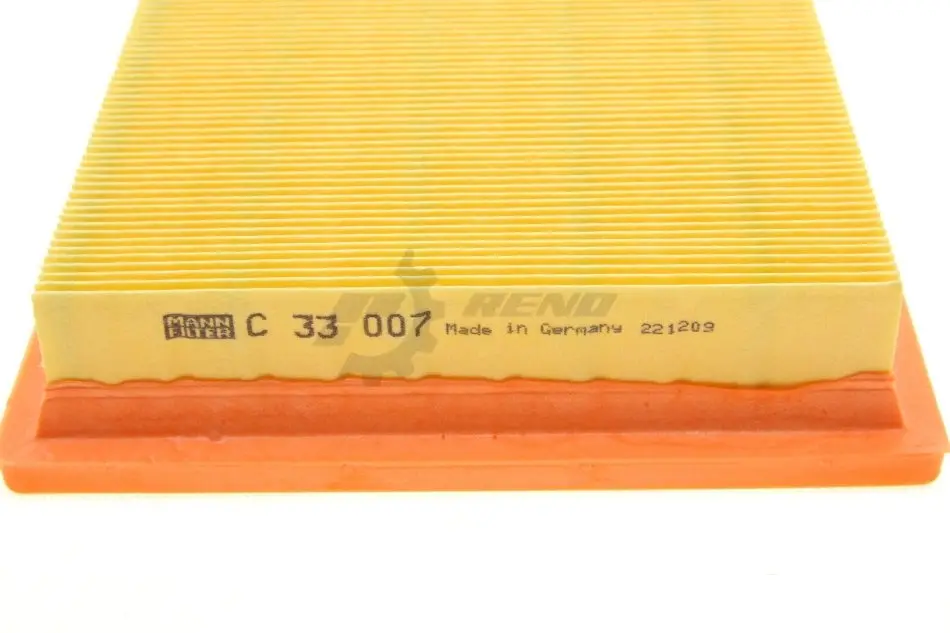 MANN FILTER C 33 007 Made in Germany 221209
RENO